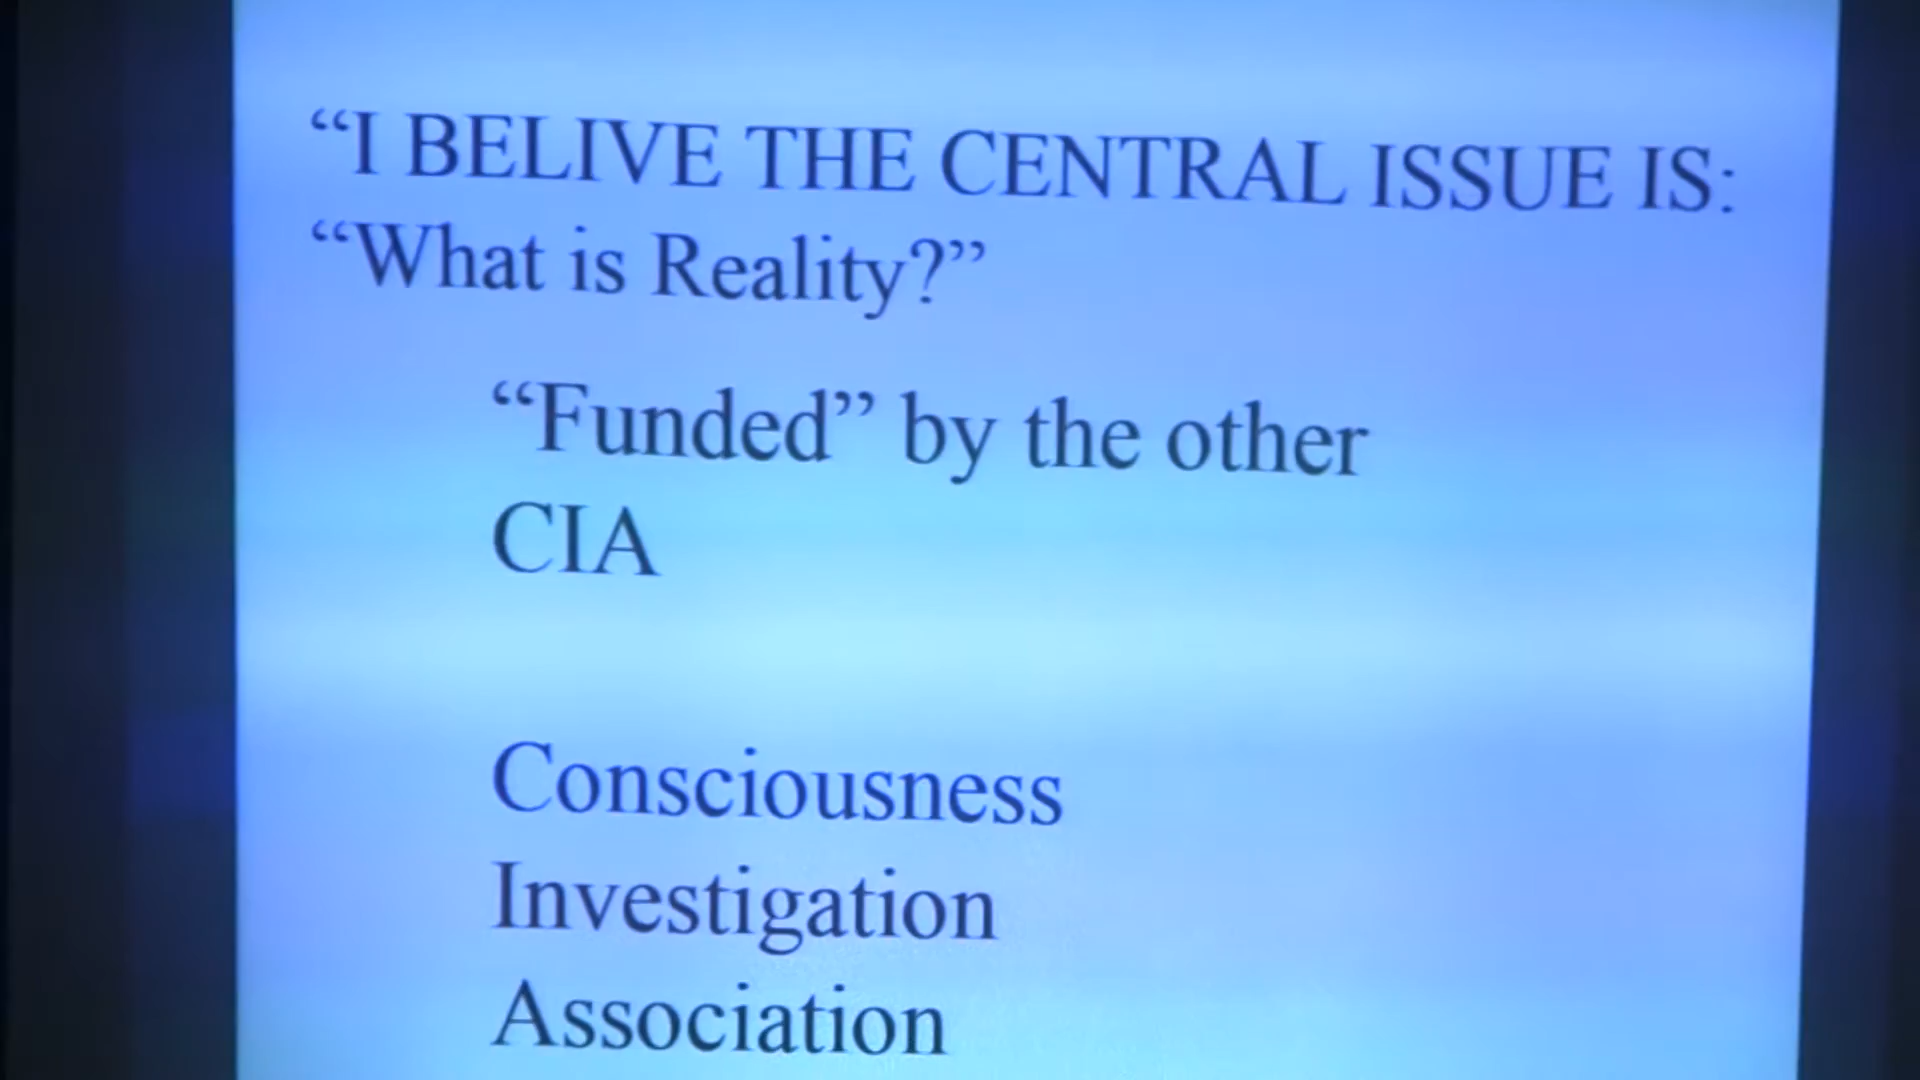 “I BELIVE THE CENTRAL ISSUE IS:
“What is Reality?”
“Funded” by the other
CIA
Consciousness
Investigation
Association